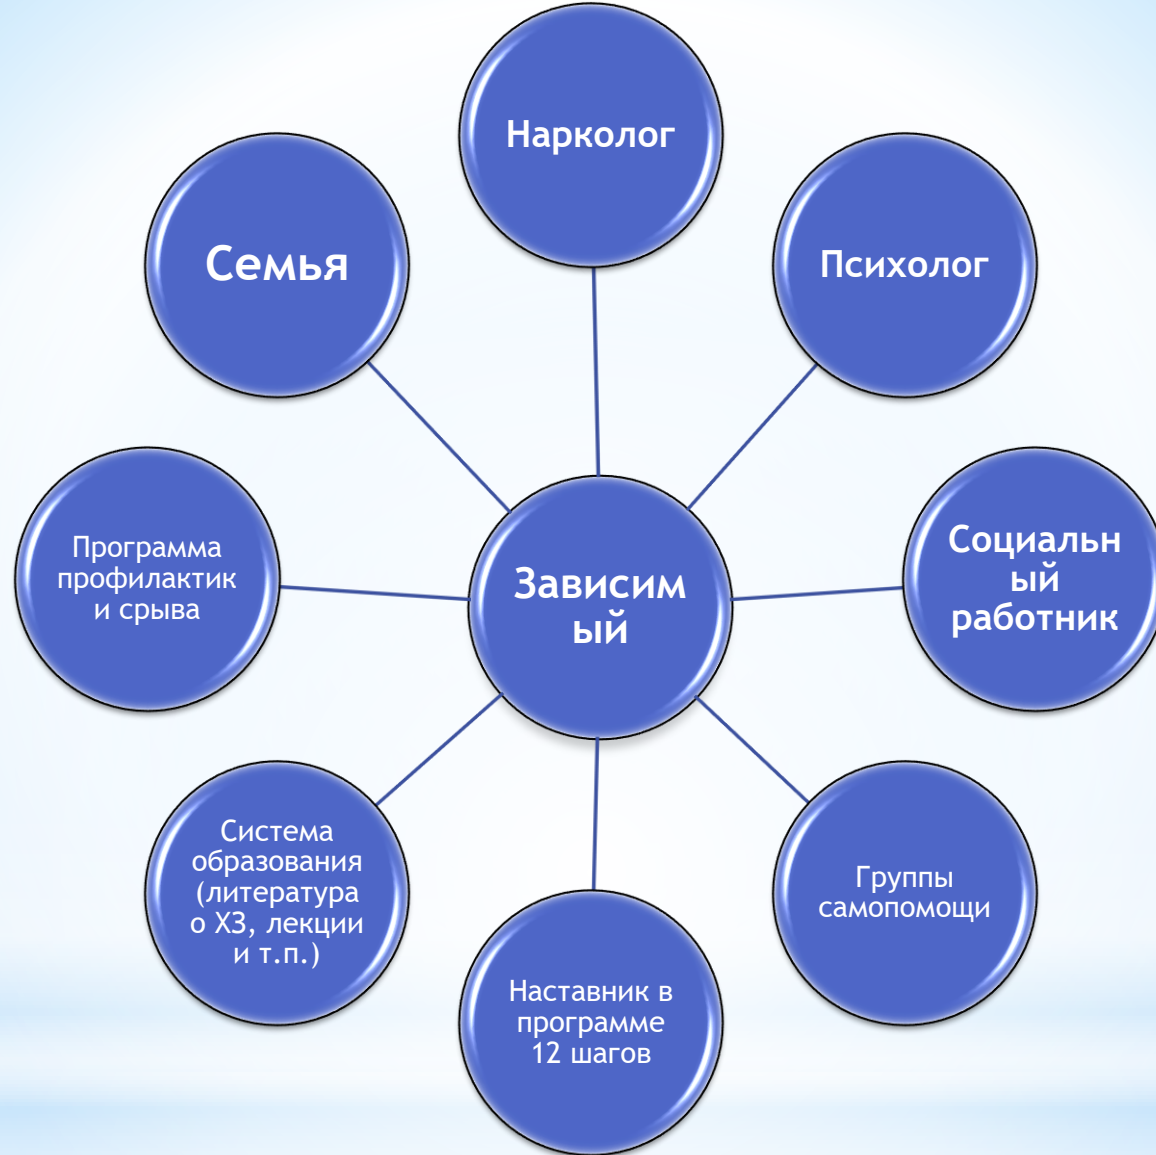 Нарколог
Семья
Психолог
Программа
профилактик
и срыва
Зависим
ый
Социальн
ый
работник
Система
образования
(литература
о ХЗ, лекции
и т.п.)
Группы
самопомощи
Наставник в
программе
12 шагов